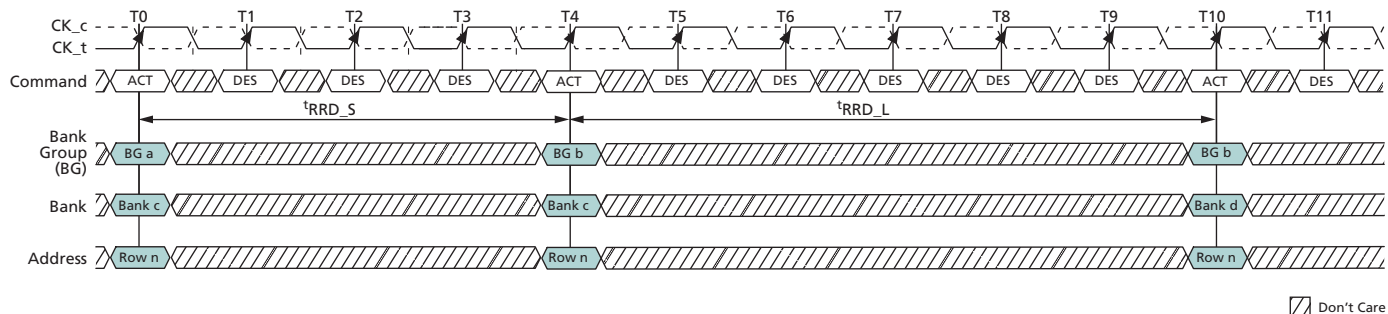 T0 T1 T2 T3 T4 T5 T6 T7 T8 T9 T10 T11
CK_c
CK_t
Command ACT DES DES DES ACT DES DES DES DES DES ACT DES
tRRD_S tRRD_L
Bank
Group
(BG)
BG a BG b BG b
Bank Bank c Bank c Bank d
Address Row n Row n Row n
Don't Care